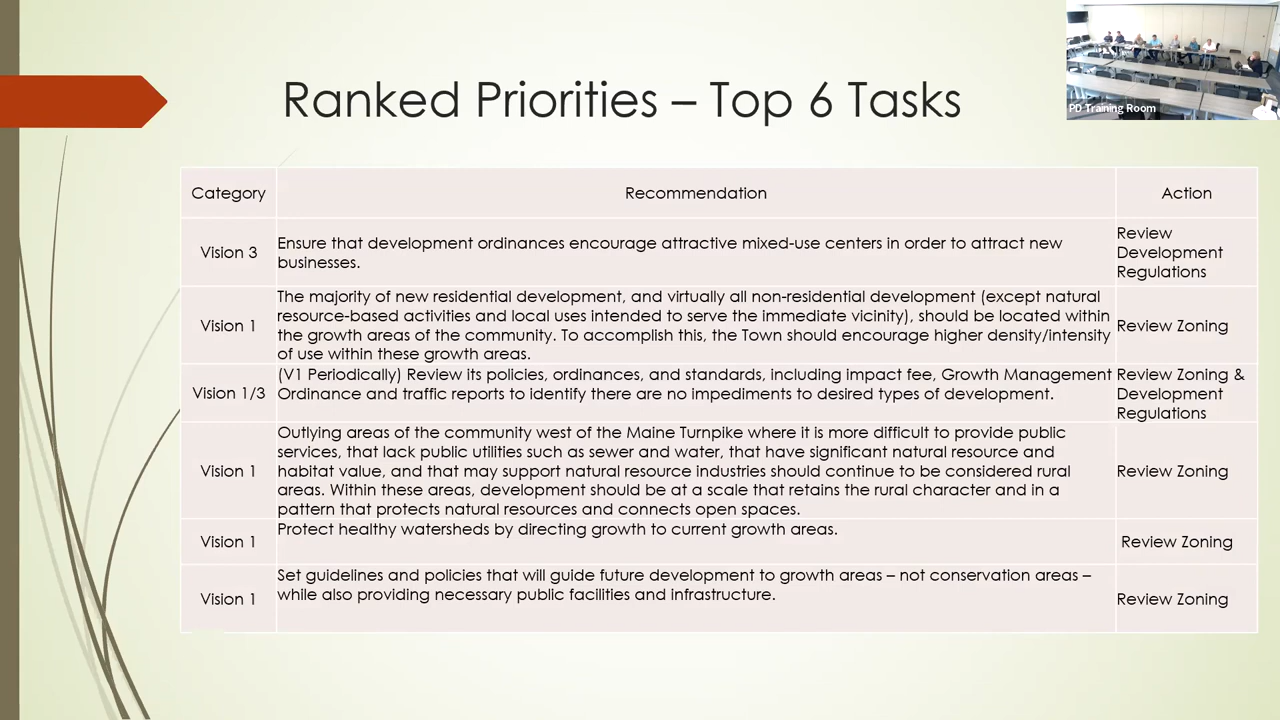 Ranked Priorities – Top 6 Tasks
PD Training Room
Category
Recommendation
Action
Vision 3
Ensure that development ordinances encourage attractive mixed-use centers in order to attract new
businesses.
Review
Development
Regulations
Vision 1
The majority of new residential development, and virtually all non-residential development (except natural
resource-based activities and local uses intended to serve the immediate vicinity), should be located within
the growth areas of the community. To accomplish this, the Town should encourage higher density/intensity
of use within these growth areas.
Review Zoning
Vision 1/3
(V1 Periodically) Review its policies, ordinances, and standards, including impact fee, Growth Management
Ordinance and traffic reports to identify there are no impediments to desired types of development.
Review Zoning &
Development
Regulations
Vision 1
Outlying areas of the community west of the Maine Turnpike where it is more difficult to provide public
services, that lack public utilities such as sewer and water, that have significant natural resource and
habitat value, and that may support natural resource industries should continue to be considered rural
areas. Within these areas, development should be at a scale that retains the rural character and in a
pattern that protects natural resources and connects open spaces.
Review Zoning
Vision 1
Protect healthy watersheds by directing growth to current growth areas.
Review Zoning
Vision 1
Set guidelines and policies that will guide future development to growth areas – not conservation areas –
while also providing necessary public facilities and infrastructure.
Review Zoning